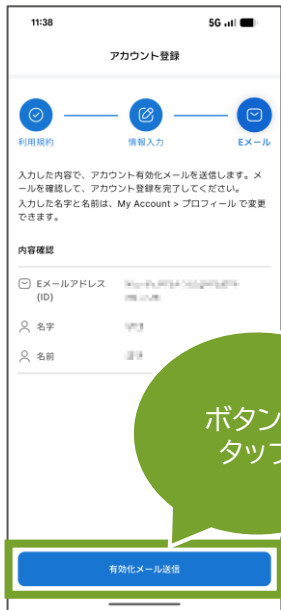 11:38
5G
アカウント登録
利用規約
情報入力
Eメール
入力した内容で、アカウント有効化メールを送信します。メ
ールを確認して、アカウント登録を完了してください。
入力した名字と名前は、My Account > プロフィール で変更
できます。
内容確認
Eメールアドレス
(ID)
名字
名前
ボタン
タップ
有効化メール送信